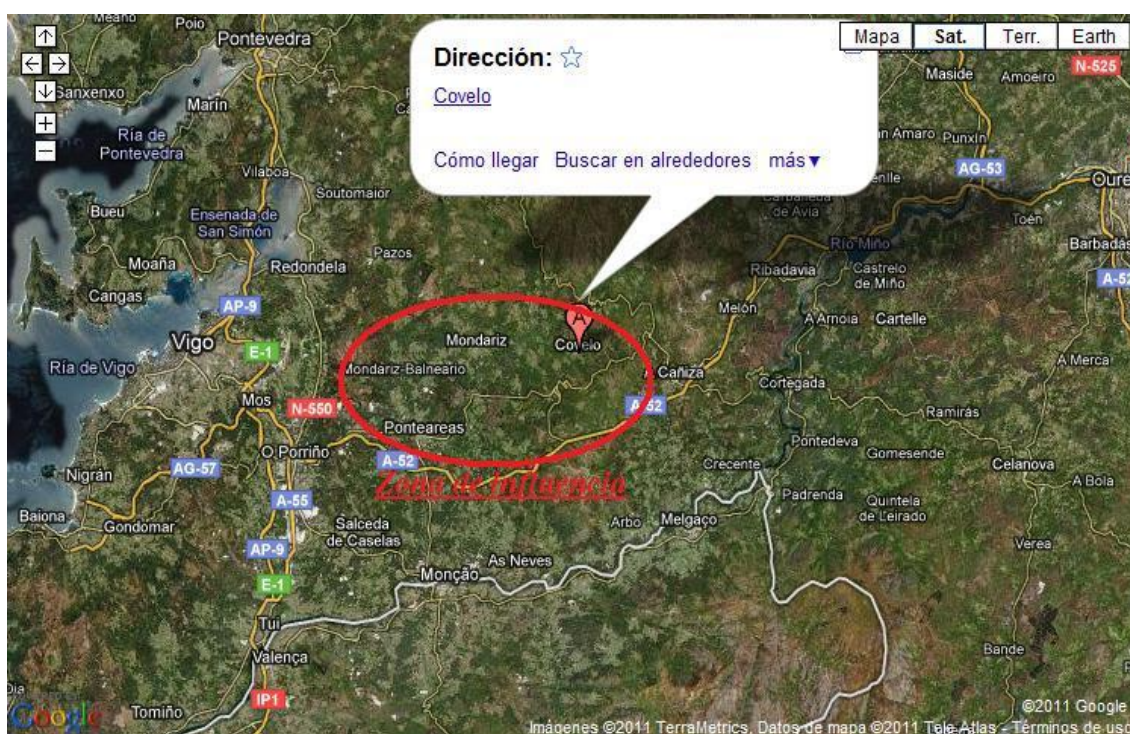 Meaño
Poio
Pontevedra
Sanxenxo
Marín
Ría de
Pontevedra
Vilaboa
Soutomaior
Bueu
Ensenada de
San Simón
Moaña
Redondela
Pazos
Cangas
AP-9
Vigo
E-1
Ría de Vigo
Mos
N-550
Dirección:
Covelo
Cómo llegar Buscar en alrededores más▼
Mapa Sat. Terr. Earth
N-525
Maside
Amoeiro
Punxín
AG-53
de Avia
Toén
Río Miño
Barbadás
Ribadavia
Castrelo
de Miño
A-52
Melón
A Arnoia
Cartelle
A
Mondariz
Covelo
Mondariz-Balneario
A Cañiza
A Merca
Cortegada
A-52
Ramirás
Ponteareas
O Porriño
Pontedeva
Gomesende
A-52
Crecente
Celanova
Nigrán
AG-57
Zona de influencia
Padrenda
Quintela
de Leirado
A Bola
A-55
Baiona
Gondomar
Salceda
de Caselas
Arbo
Melgaço
Verea
AP-9
As Neves
Monção
E-1
Tui
Valença
Bande
IP1
Tomiño
Google
©2011 Google
Imágenes ©2011 TerraMetrics, Datos de mapa ©2011 Tele Atlas - Términos de uso